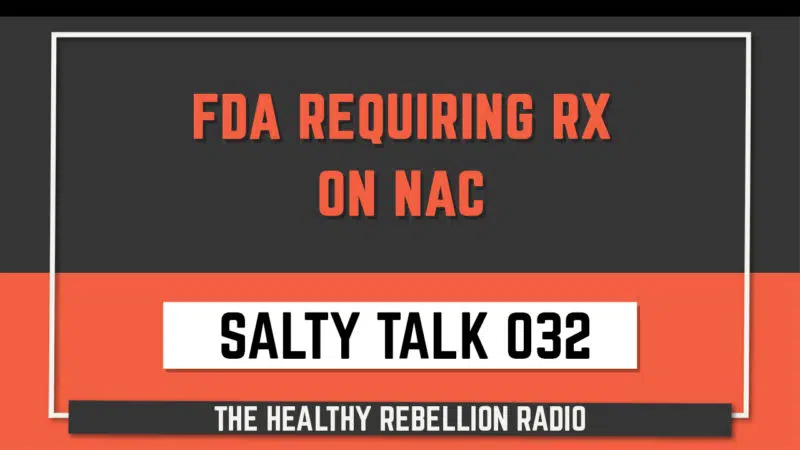 FDA REQUIRING RX
ON NAC
SALTY TALK 032
THE HEALTHY REBELLION RADIO